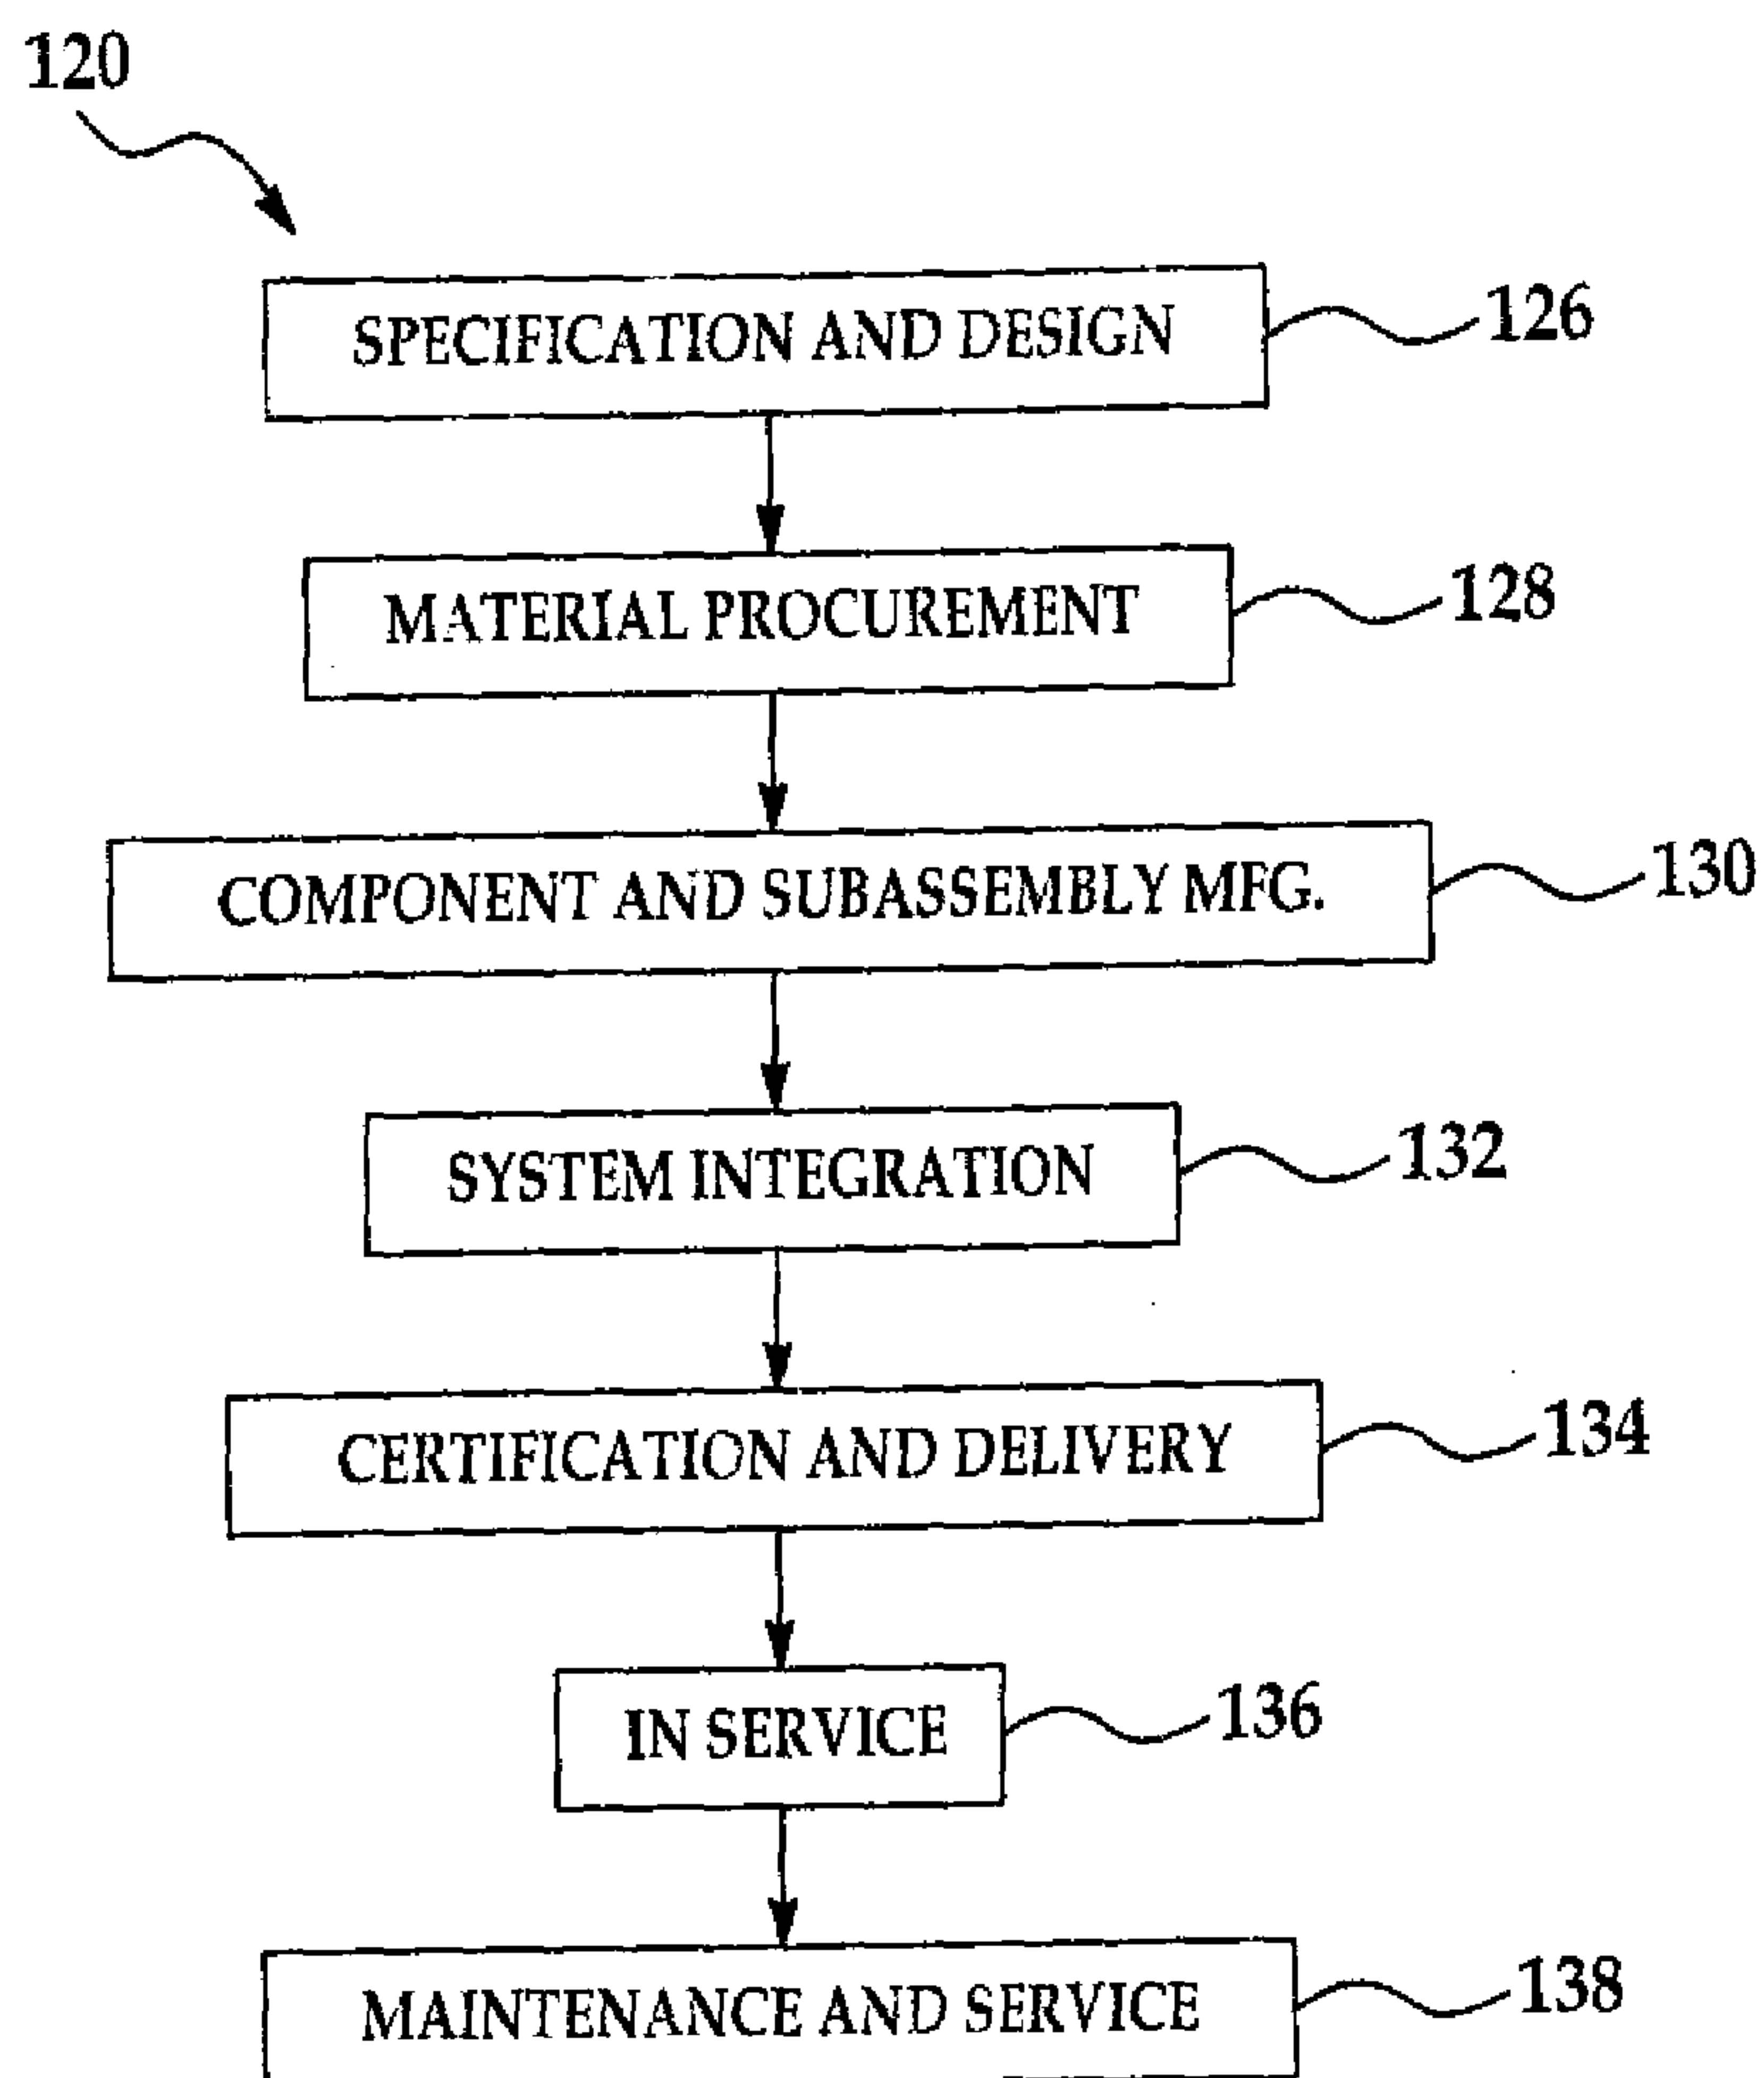 120
SPECIFICATION AND DESIGN 126
MATERIAL PROCUREMENT 128
COMPONENT AND SUBASSEMBLY MFG. 130
SYSTEM INTEGRATION 132
CERTIFICATION AND DELIVERY 134
IN SERVICE 136
MAINTENANCE AND SERVICE 138